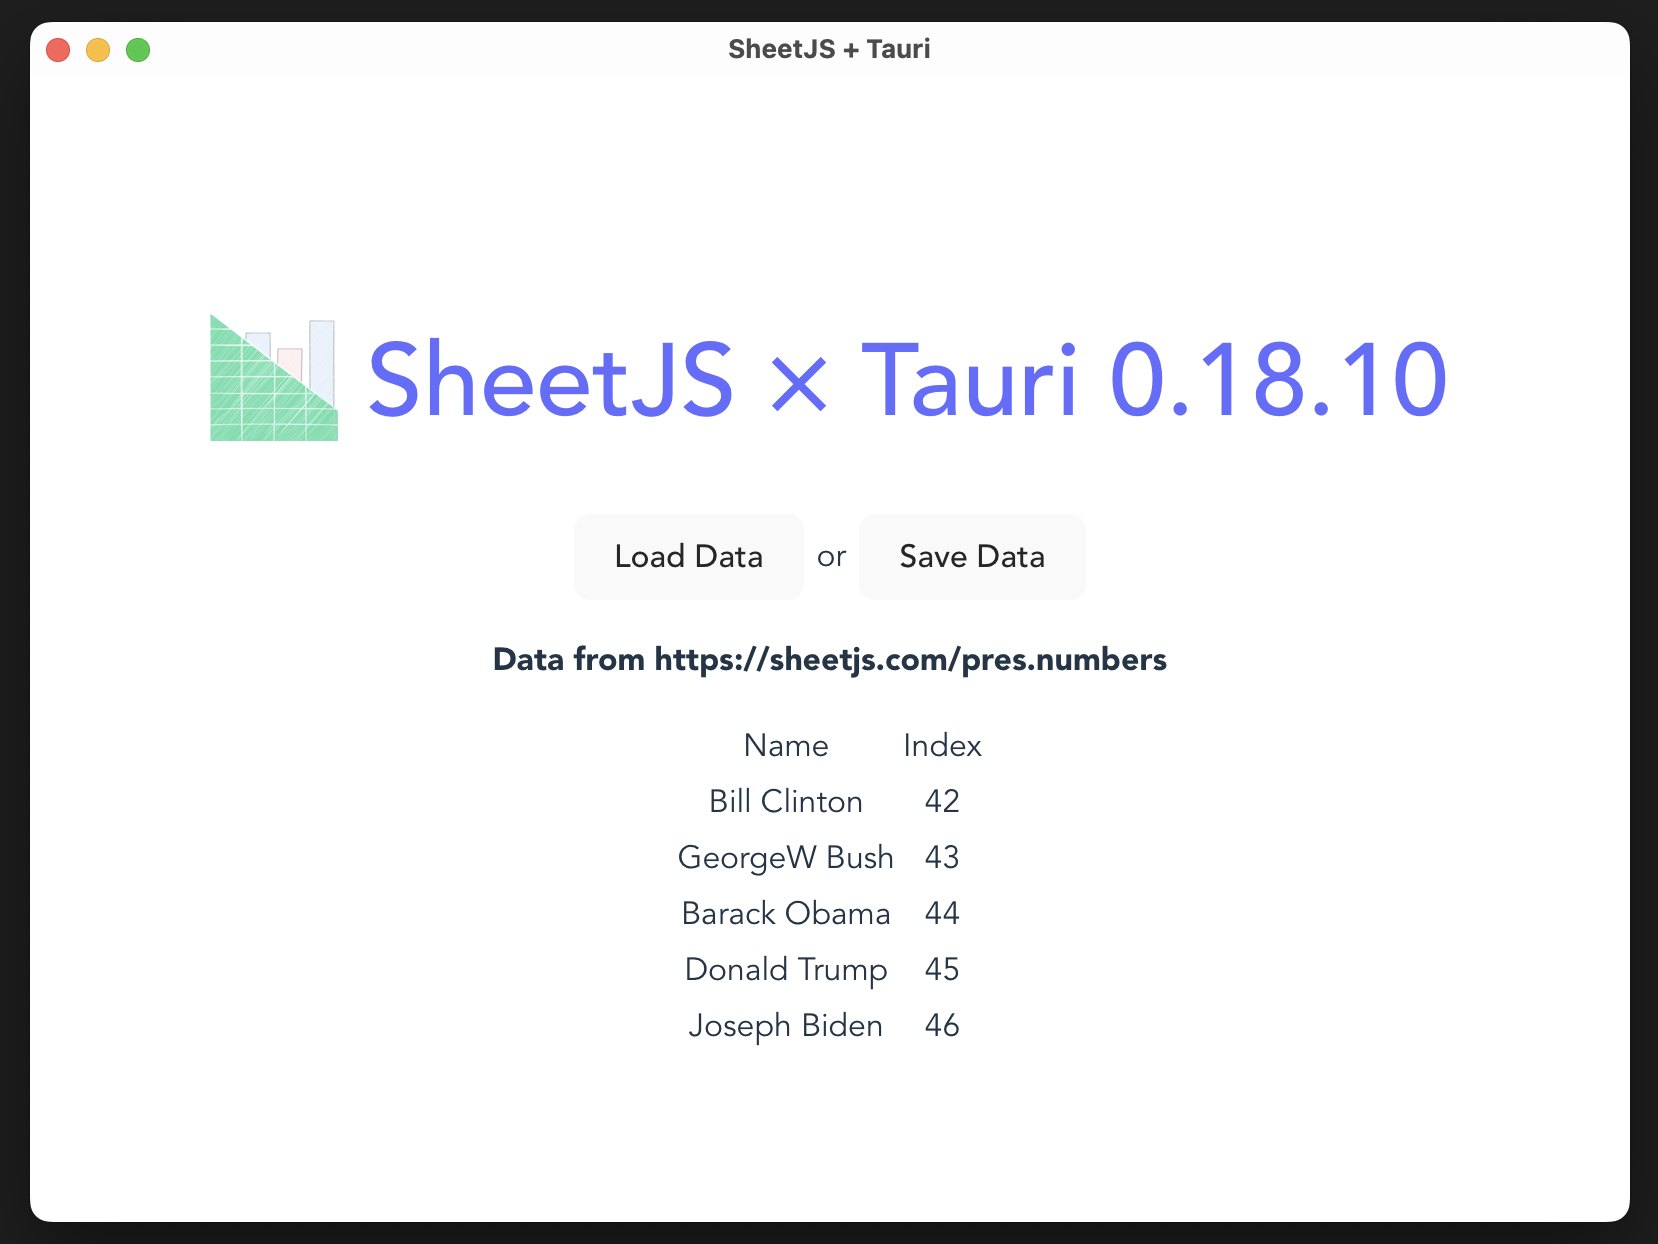 SheetJS + Tauri
SheetJS × Tauri 0.18.10
Load Data or Save Data
Data from https://sheetjs.com/pres.numbers
Name Index
Bill Clinton 42
GeorgeW Bush 43
Barack Obama 44
Donald Trump 45
Joseph Biden 46